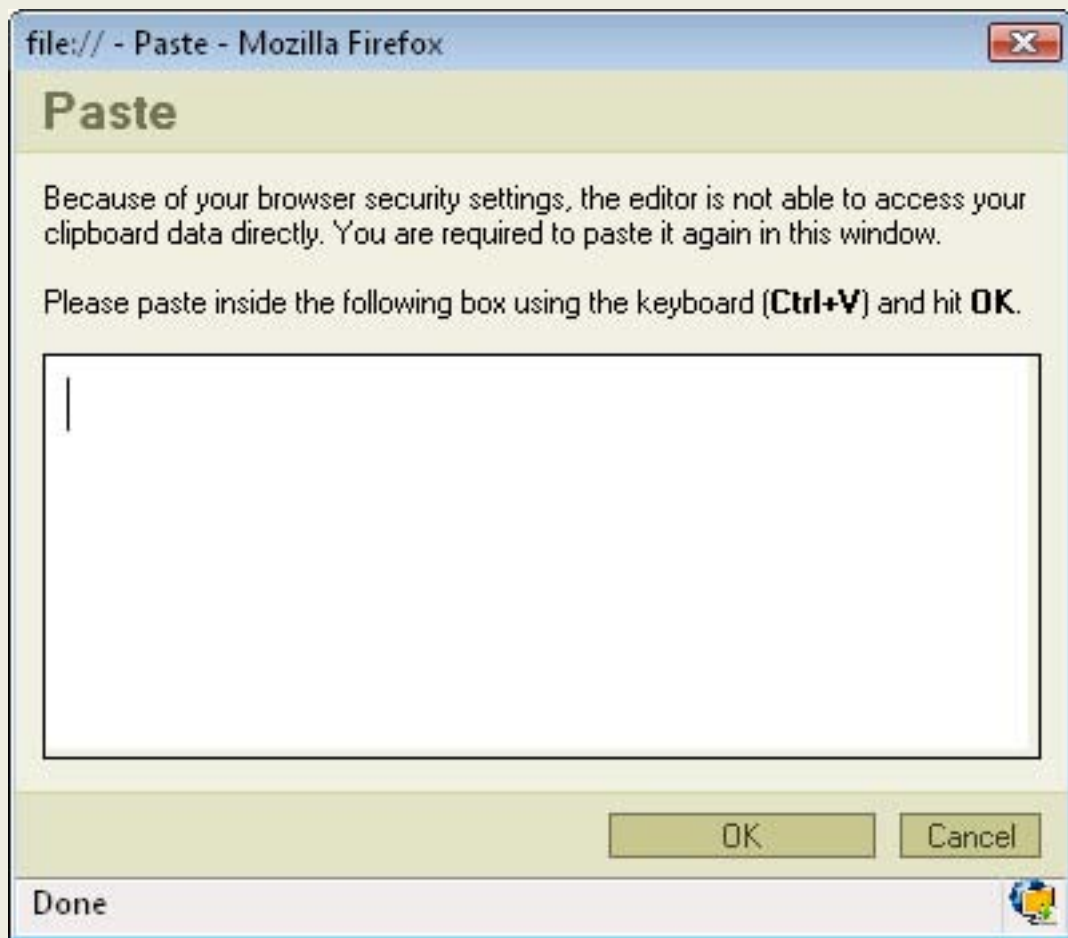 file:// - Paste - Mozilla Firefox
Paste
Because of your browser security settings, the editor is not able to access your
clipboard data directly. You are required to paste it again in this window.
Please paste inside the following box using the keyboard (Ctrl+V) and hit OK.
OK
Cancel
Done